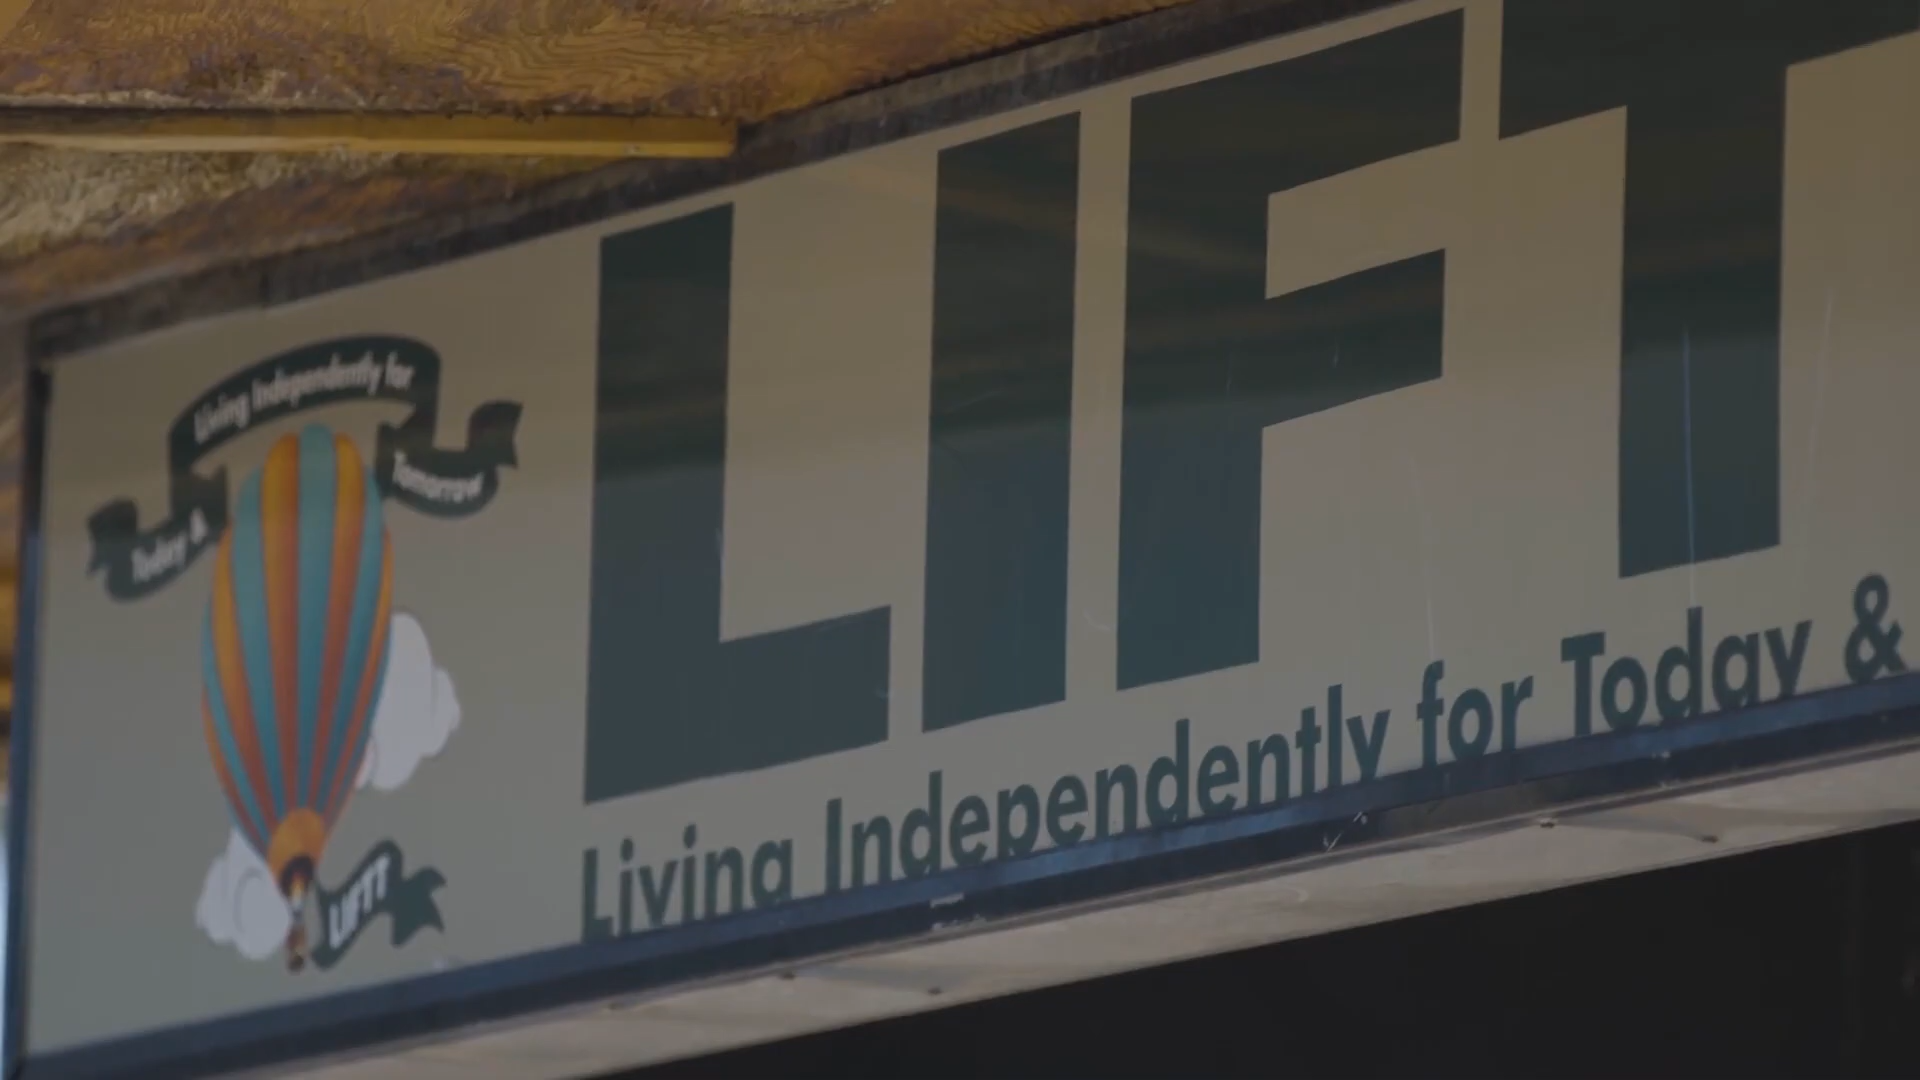 Living Independently for
Today & Tomorrow
LIFTT
LIFT
Living Independently for Today &